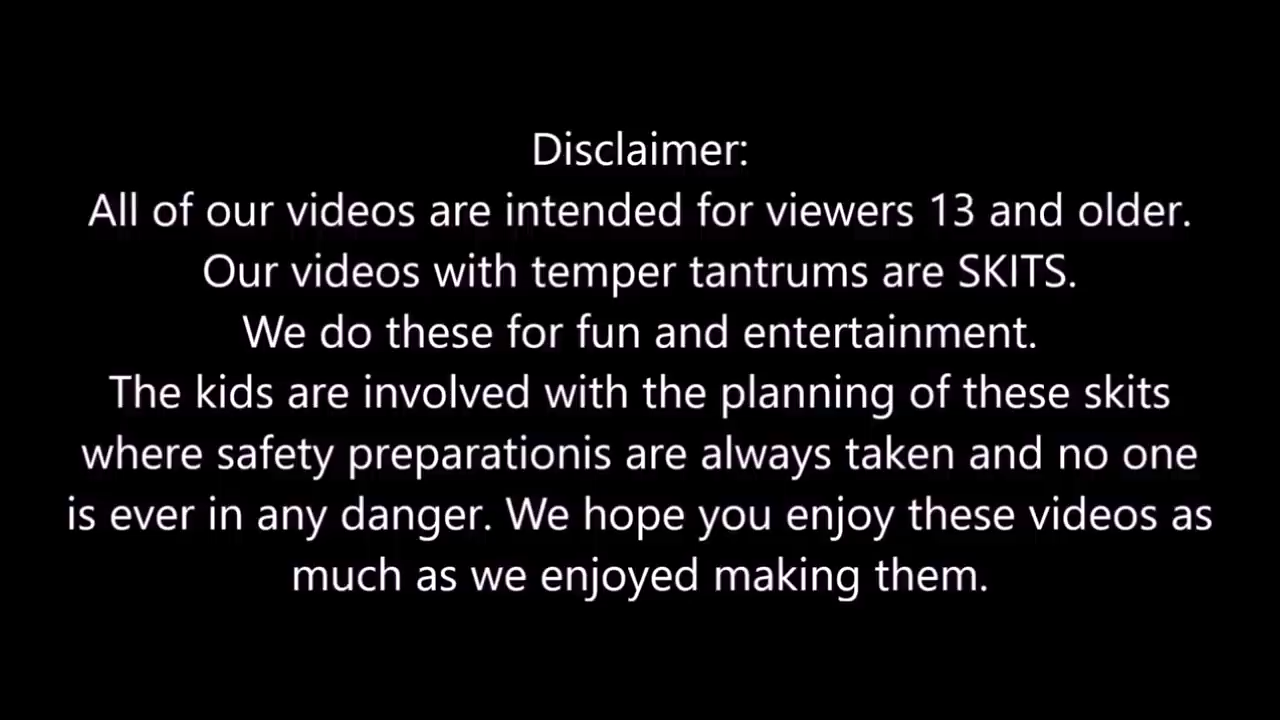 Disclaimer:
All of our videos are intended for viewers 13 and older.
Our videos with temper tantrums are SKITS.
We do these for fun and entertainment.
The kids are involved with the planning of these skits
where safety preparationis are always taken and no one
is ever in any danger. We hope you enjoy these videos as
much as we enjoyed making them.